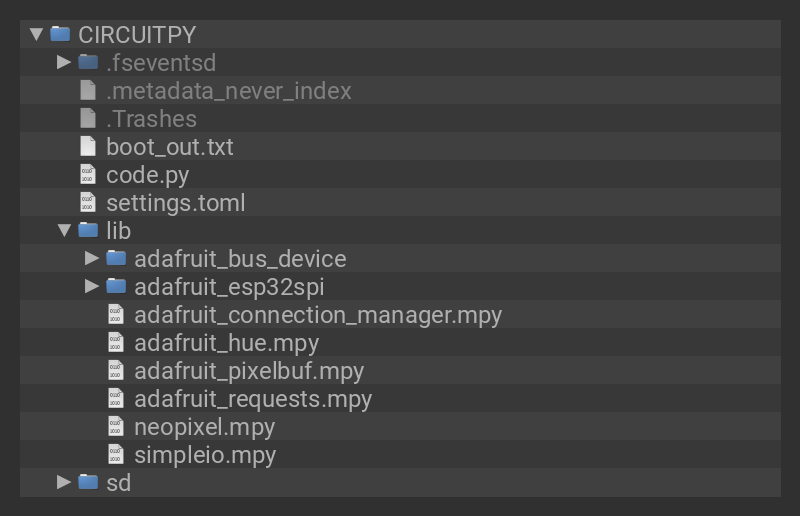 CIRCUITPY
.fseventsd
.metadata_never_index
.Trashes
boot_out.txt
code.py
settings.toml
lib
adafruit_bus_device
adafruit_esp32spi
adafruit_connection_manager.mpy
adafruit_hue.mpy
adafruit_pixelbuf.mpy
adafruit_requests.mpy
neopixel.mpy
simpleio.mpy
sd